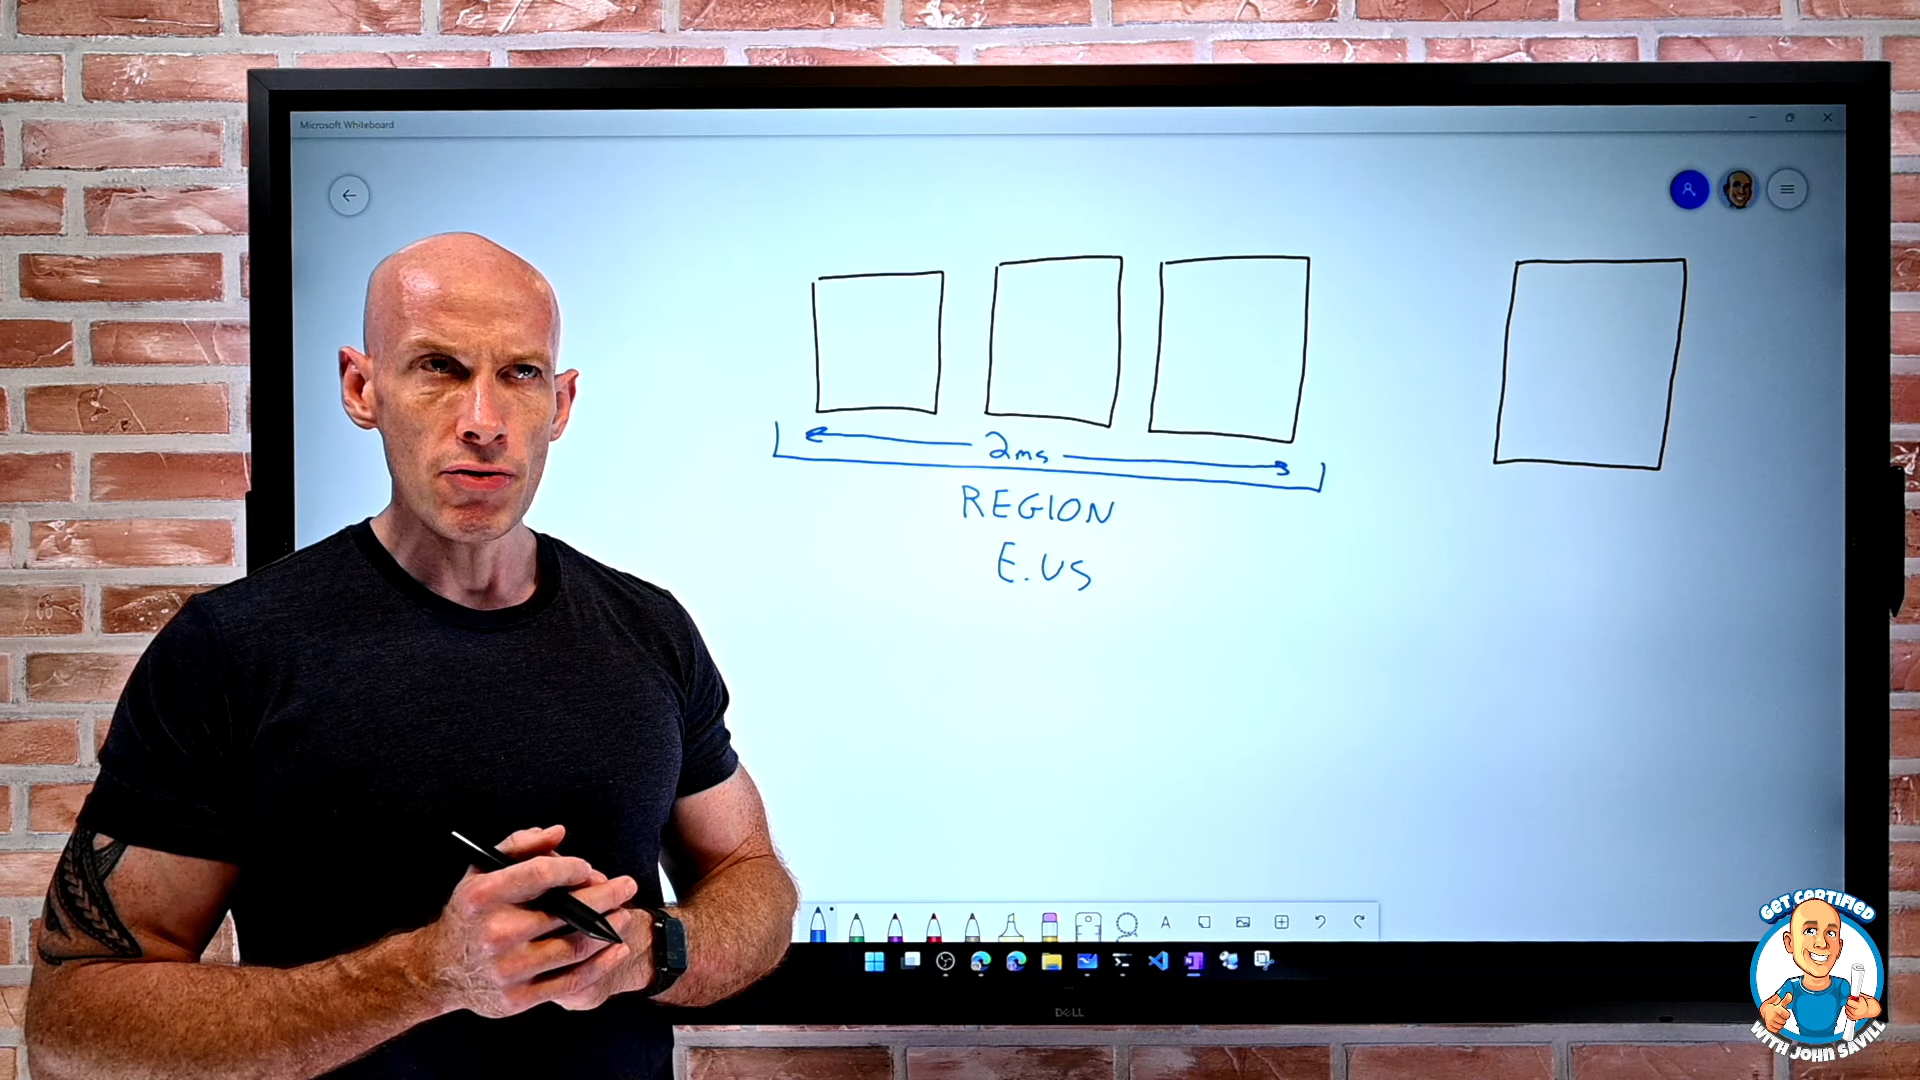 Microsoft Whiteboard
2ms
REGION
E.US
A
DELL
GET CERTIFIED
WITH JOHN SAVILL